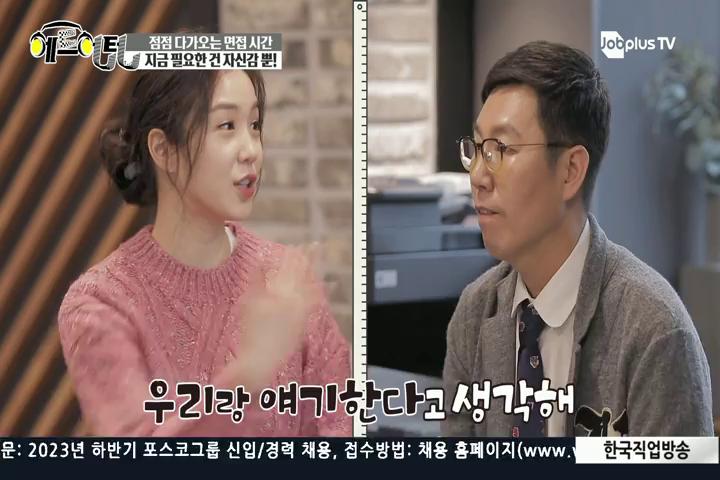 점점 다가오는 면접 시간
지금 필요한 건 자신감 뿐!
Jobplus TV
우리랑 얘기한다고 생각해
문: 2023년 하반기 포스코그룹 신입/경력 채용, 접수방법: 채용 홈페이지(www.
한국직업방송